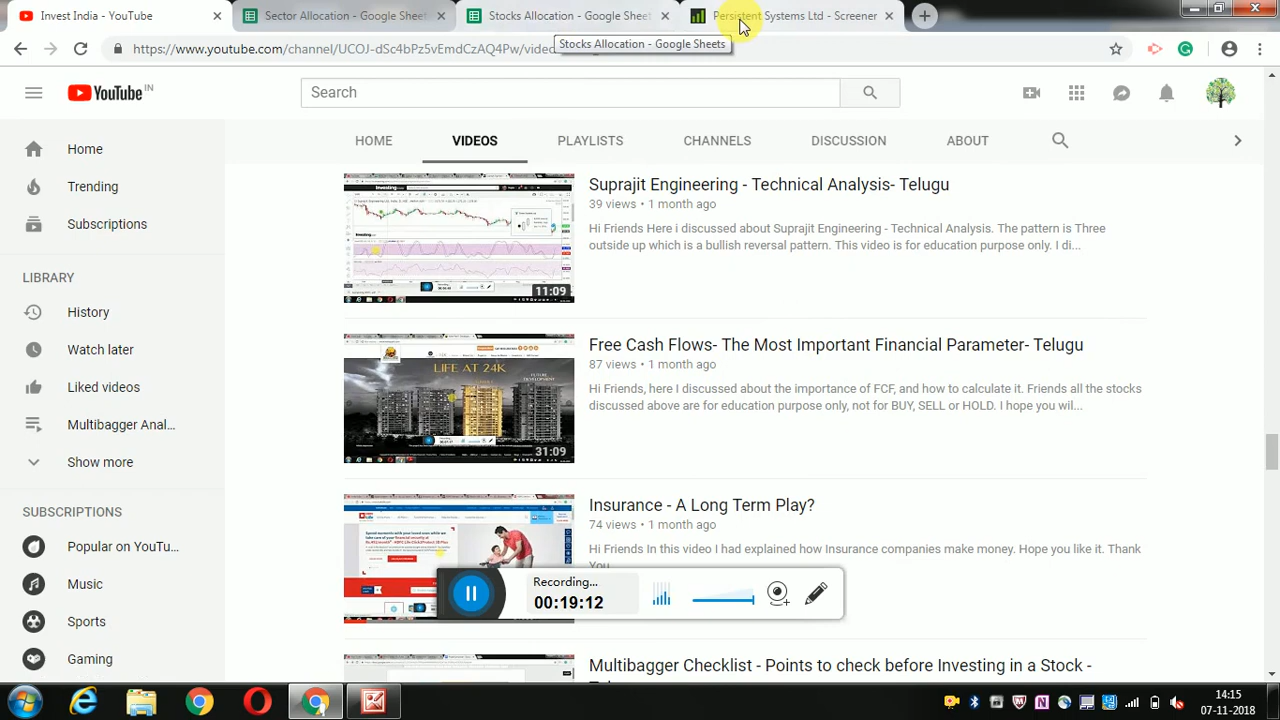 Invest India - YouTube
Sector Allocation - Google Sheet
Stocks Allocation - Google Sheet
Persistent Systems Ltd - Screener
https://www.youtube.com/channel/UCOJ-dSc4bPz5vEmdCzAQ4Pw/video
Stocks Allocation - Google Sheets
YouTube IN
Search
HOME VIDEOS PLAYLISTS CHANNELS DISCUSSION ABOUT
Home
Trending
Subscriptions
LIBRARY
History
Watch later
Liked videos
Multibagger Anal...
Show more
SUBSCRIPTIONS
Popular
Music
Sports
Gaming
Suprajit Engineering - Technical Analysis- Telugu
39 views • 1 month ago
Hi Friends Here i discussed about Suprajit Engineering - Technical Analysis. The pattern is Three
outside up which is a bullish reversal pattern. This video is for education purpose only. I
11:09
Free Cash Flows- The Most Important Financial Parameter- Telugu
87 views • 1 month ago
Hi Friends, here I discussed about the importance of FCF, and how to calculate it. Friends all the stocks
discussed above are for education purpose only, not for BUY, SELL or HOLD. I hope you wil...
LIFE AT 24K
31:09
Insurance - A Long Term Play
74 views • 1 month ago
Hi Friends in this video I had explained how insurance companies make money. Hope you Thank
You.
Recording...
00:19:12
Multibagger Checklist - Points to check before Investing in a Stock -
14:15
07-11-2018